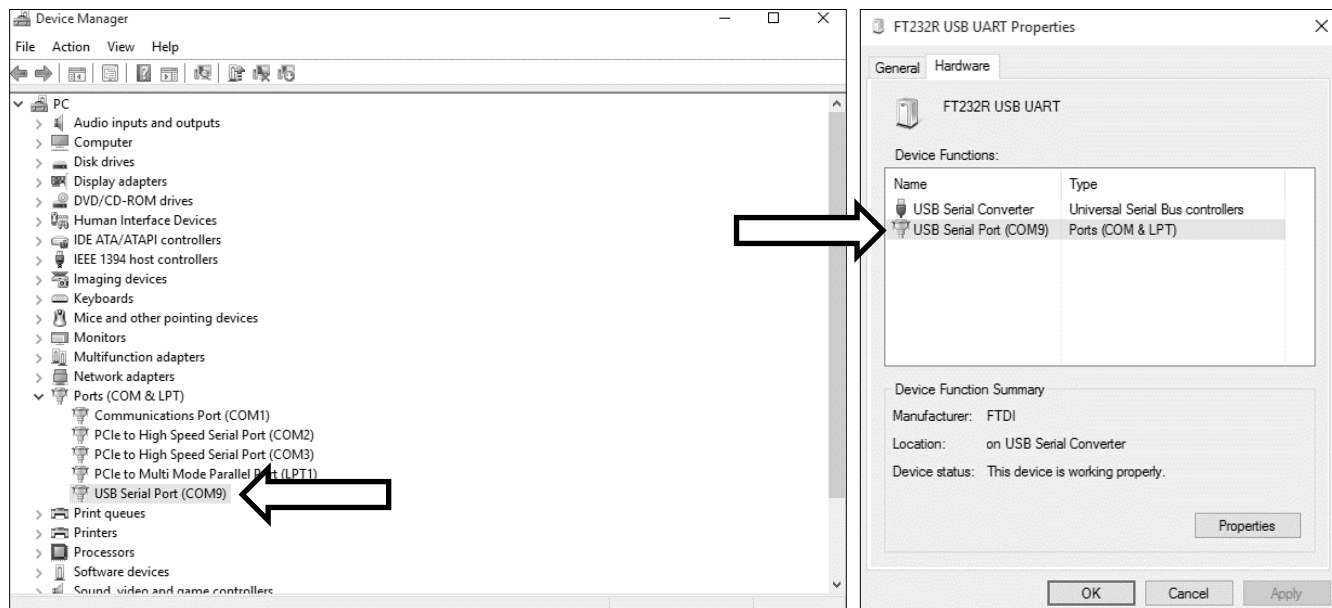 Device Manager
File Action View Help
PC
Audio inputs and outputs
Computer
Disk drives
Display adapters
DVD/CD-ROM drives
Human Interface Devices
IDE ATA/ATAPI controllers
IEEE 1394 host controllers
Imaging devices
Keyboards
Mice and other pointing devices
Monitors
Multifunction adapters
Network adapters
Ports (COM & LPT)
Communications Port (COM1)
PCIe to High Speed Serial Port (COM2)
PCIe to High Speed Serial Port (COM3)
PCIe to Multi Mode Parallel Port (LPT1)
USB Serial Port (COM9)
Print queues
Printers
Processors
Software devices
Sound, video and game controllers
FT232R USB UART Properties
General Hardware
FT232R USB UART
Device Functions:
Name Type
USB Serial Converter Universal Serial Bus controllers
USB Serial Port (COM9) Ports (COM & LPT)
Device Function Summary
Manufacturer: FTDI
Location: on USB Serial Converter
Device status: This device is working properly.
Properties
OK Cancel Apply